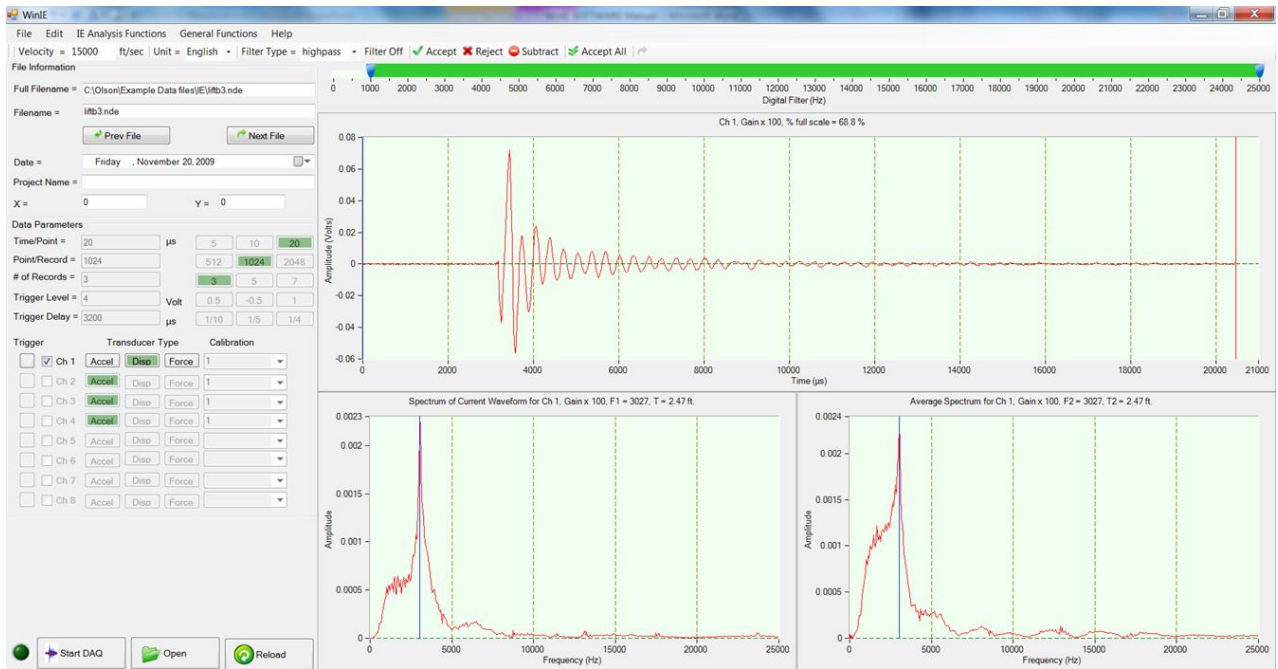 WinIE
File Edit IE Analysis Functions General Functions Help
Velocity = 15000 ft/sec Unit = English Filter Type = highpass Filter Off Accept Reject Subtract Accept All
File Information
Full Filename = C:\Olson\Example Data files\IE\liftb3.nde
Filename = liftb3.nde
Prev File Next File
Date = Friday , November 20, 2009
Project Name =
X = 0 Y = 0
Data Parameters
Time/Point = 20 µs 5 10 20
Point/Record = 1024 512 1024 2048
# of Records = 3 3 5 7
Trigger Level = 4 Volt 0.5 -0.5 1
Trigger Delay = 3200 µs 1/10 1/5 1/4
Trigger Transducer Type Calibration
Ch 1 Accel Disp Force 1
Ch 2 Accel Disp Force 1
Ch 3 Accel Disp Force 1
Ch 4 Accel Disp Force 1
Ch 5 Accel Disp Force
Ch 6 Accel Disp Force
Ch 7 Accel Disp Force
Ch 8 Accel Disp Force
Start DAQ Open Reload
0 1000 2000 3000 4000 5000 6000 7000 8000 9000 10000 11000 12000 13000 14000 15000 16000 17000 18000 19000 20000 21000 22000 23000 24000 25000
Digital Filter (Hz)
Ch 1, Gain x 100, % full scale = 68.8 %
Amplitude (Volts)
0.08
0.06
0.04
0.02
0
-0.02
-0.04
-0.06
0 2000 4000 6000 8000 10000 12000 14000 16000 18000 20000 21000
Time (µs)
Spectrum of Current Waveform for Ch 1, Gain x 100, F1 = 3027, T = 2.47 ft.
Amplitude
0.0023
0.002
0.0015
0.001
0.0005
0
0 5000 10000 15000 20000 25000
Frequency (Hz)
Average Spectrum for Ch 1, Gain x 100, F2 = 3027, T2 = 2.47 ft.
Amplitude
0.0024
0.002
0.0015
0.001
0.0005
0
0 5000 10000 15000 20000 25000
Frequency (Hz)